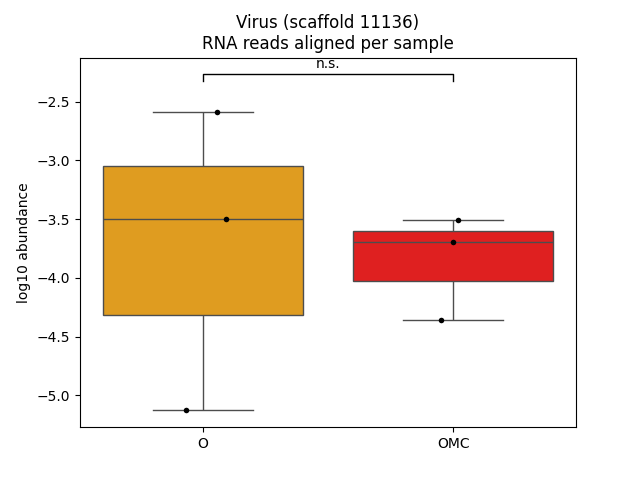 Virus (scaffold 11136)
RNA reads aligned per sample
n.s.
log10 abundance
−2.5
−3.0
−3.5
−4.0
−4.5
−5.0
O
OMC